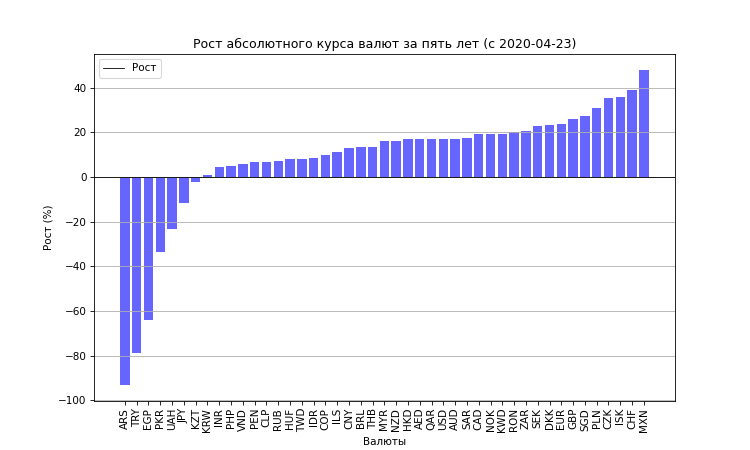 Рост абсолютного курса валют за пять лет (с 2020-04-23)
Рост
40
20
0
−20
−40
−60
−80
−100
Рост (%)
ARS TRY EGP PKR UAH JPY KZT KRW INR PHP VND PEN CLP RUB HUF TWD IDR COP ILS CNY BRL THB MYR NZD HKD AED QAR USD AUD SAR CAD NOK KWD RON ZAR SEK DKK EUR GBP SGD PLN CZK ISK CHF MXN
Валюты